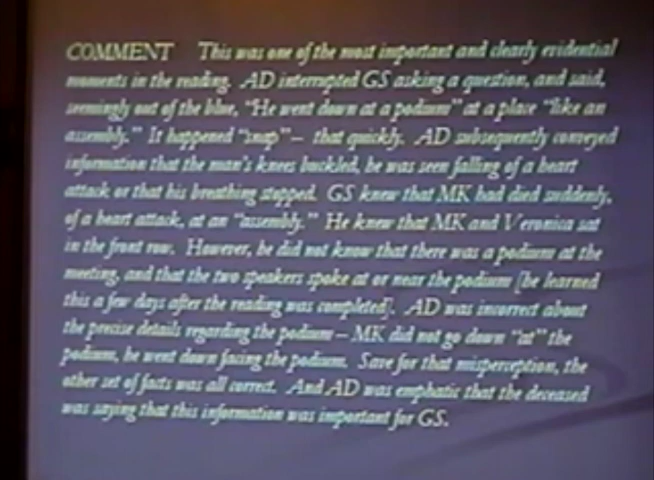 COMMENT This was one of the most important and clearly evidential
moments in the reading. AD interrupted GS asking a question, and said,
seemingly out of the blue, "He went down at a podium" at a place "like an
assembly." It happened "snap" – that quickly. AD subsequently conveyed
information that the man's knees buckled, he was seen falling of a heart
attack or that his breathing stopped. GS knew that MK had died suddenly,
of a heart attack, at an "assembly." He knew that MK and Veronica sat
in the front row. However, he did not know that there was a podium at the
meeting, and that the two speakers spoke at or near the podium [he learned
this a few days after the reading was completed]. AD was incorrect about
the precise details regarding the podium – MK did not go down "at" the
podium, he went down facing the podium. Save for that misperception, the
other set of facts was all correct. And AD was emphatic that the deceased
was saying that this information was important for GS.